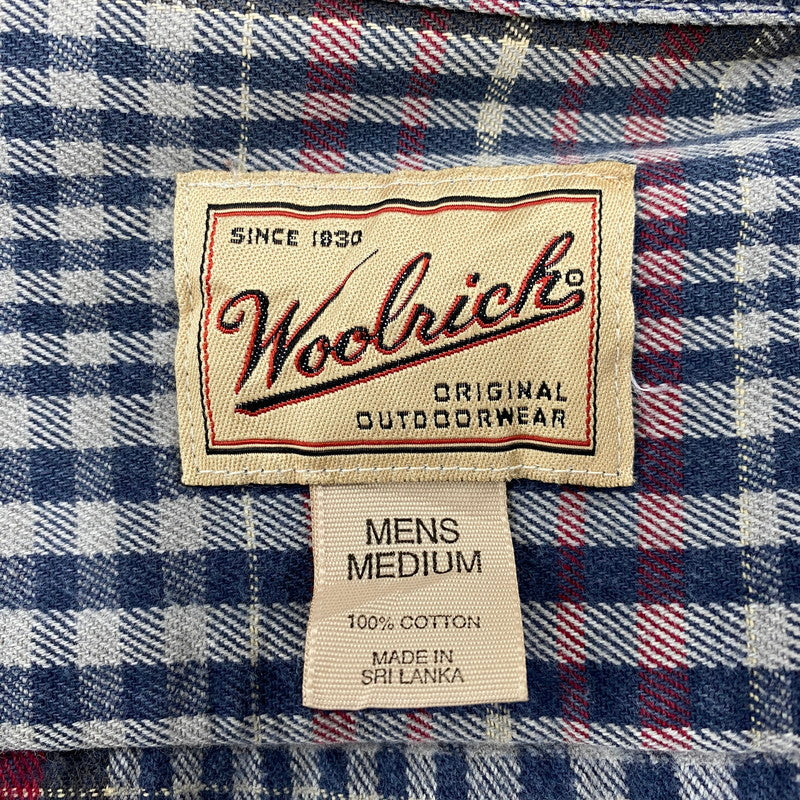 SINCE 1830
Woolrich®
ORIGINAL
OUTDOORWEAR
MENS
MEDIUM
100% COTTON
MADE IN
SRI LANKA